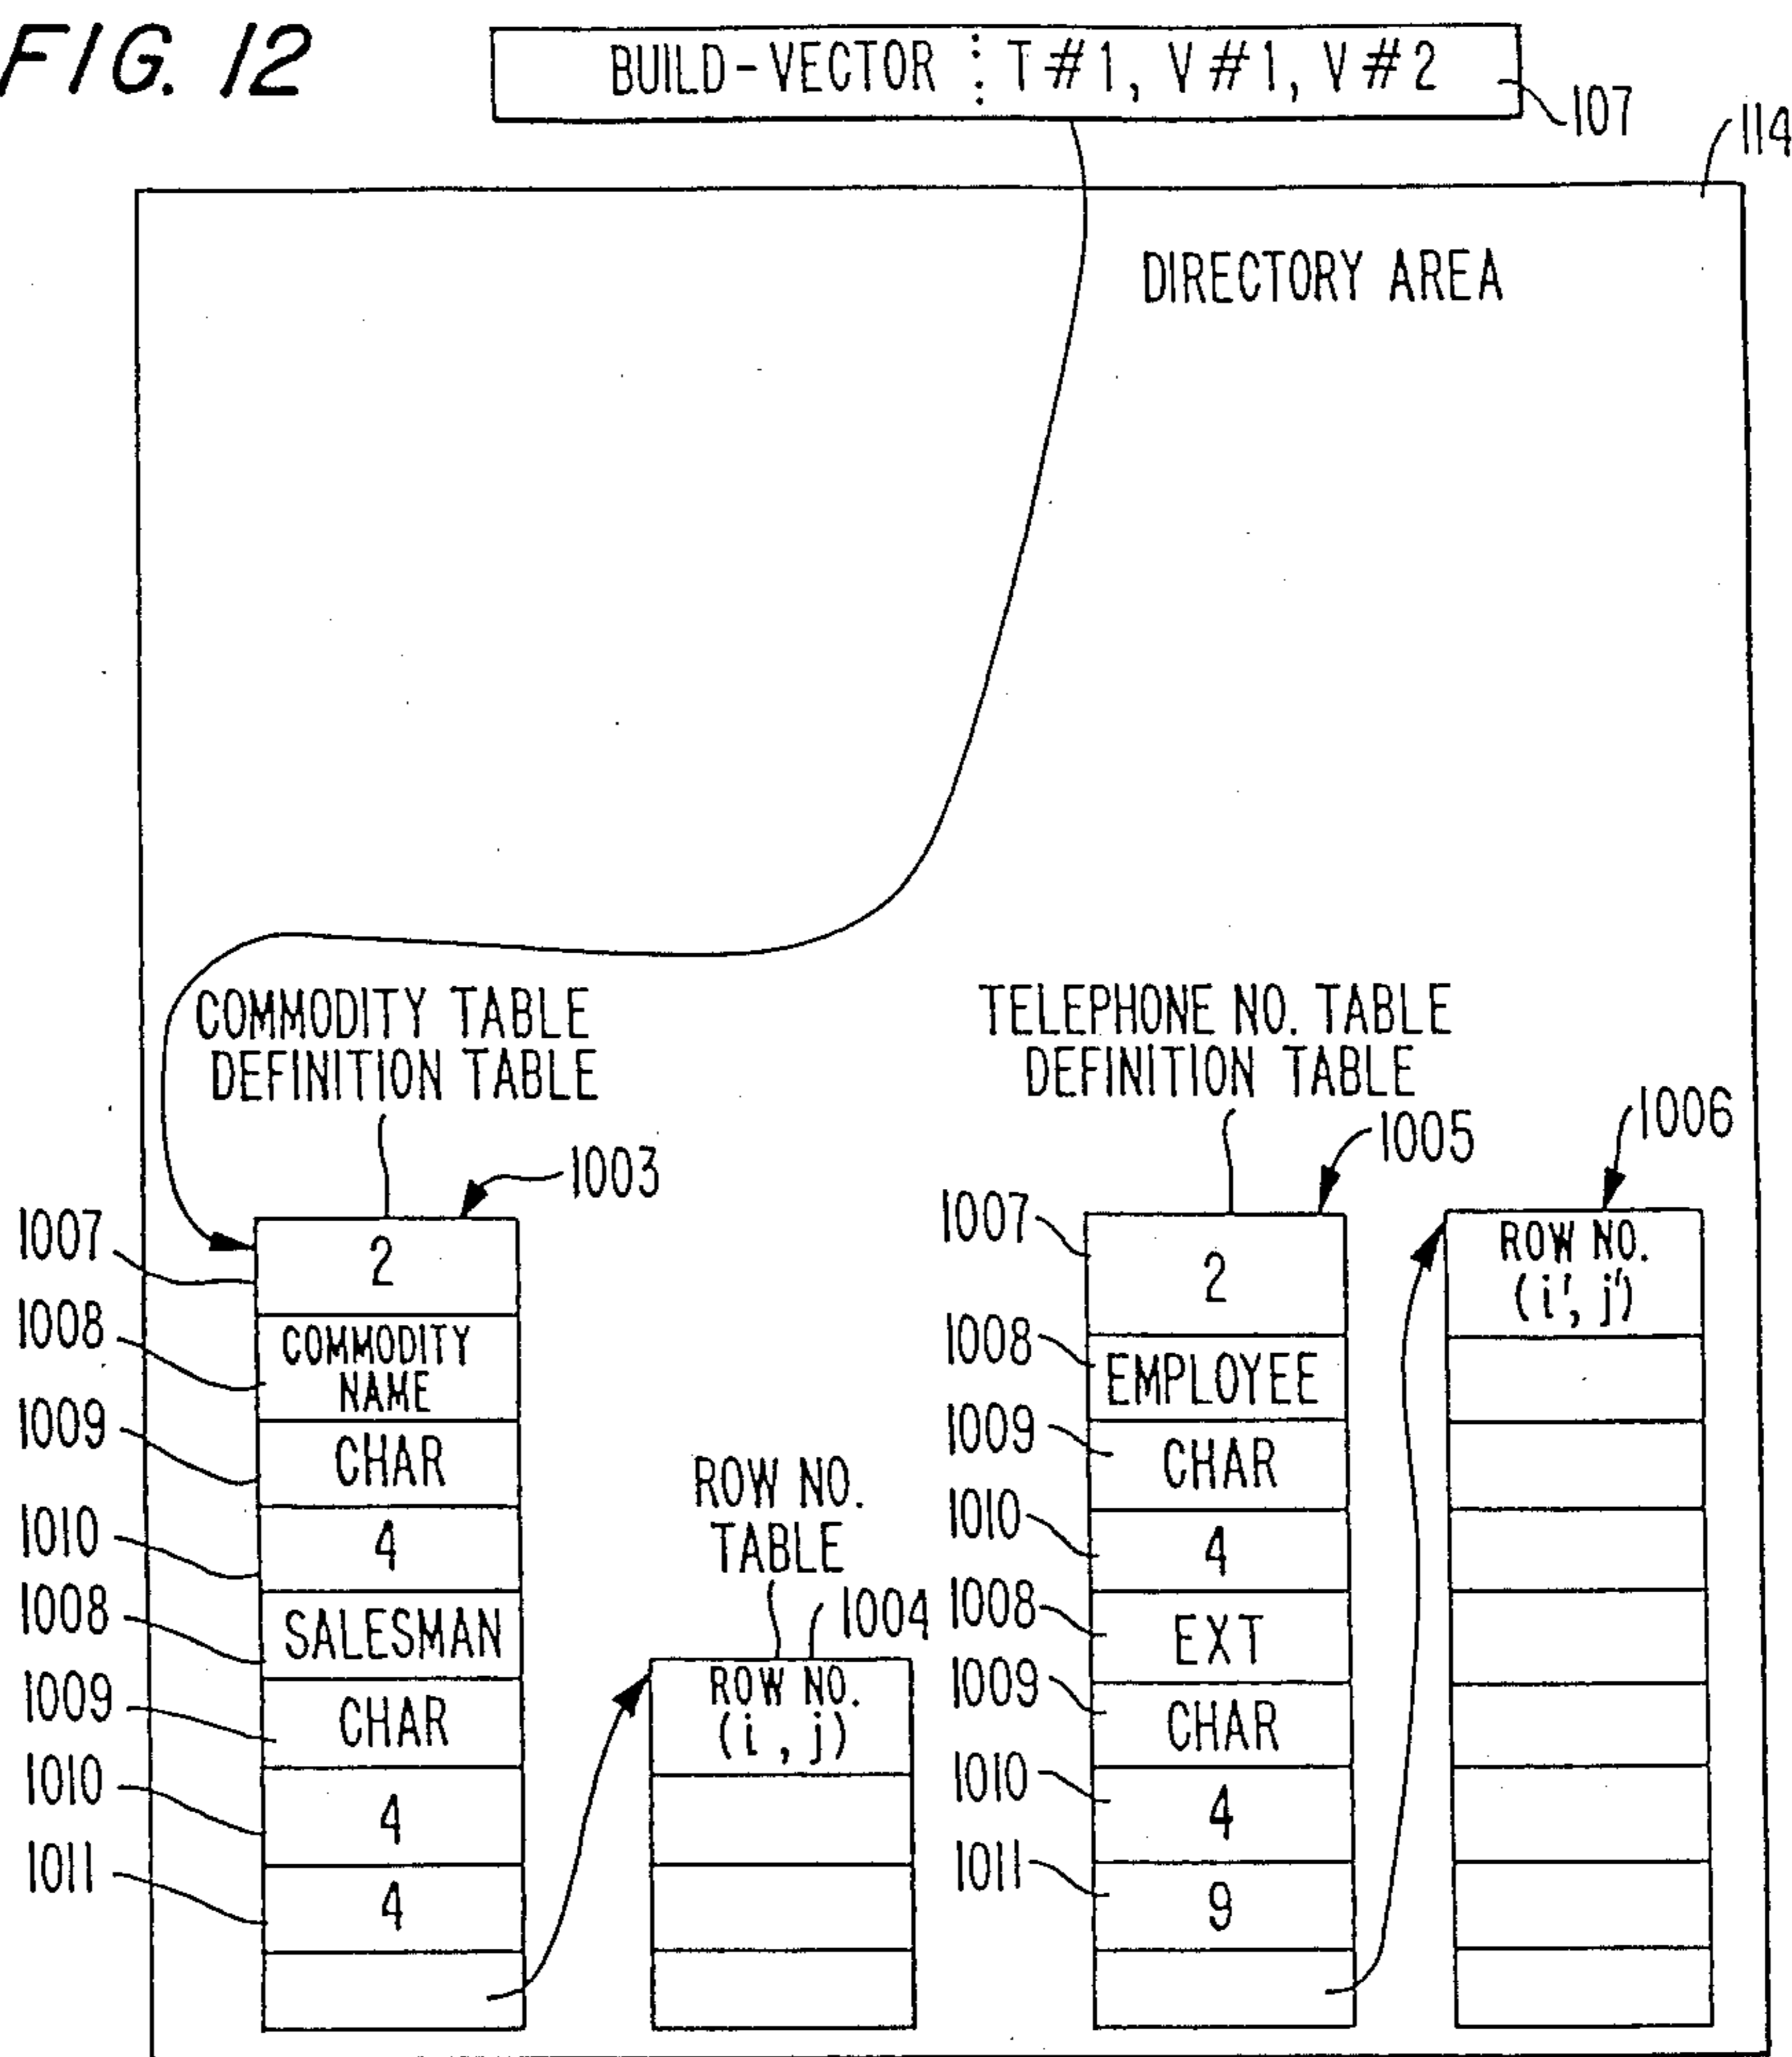 FIG. 12
BUILD-VECTOR : T#1, V#1, V#2
107
114
DIRECTORY AREA
COMMODITY TABLE
DEFINITION TABLE
1003
1007
2
1008
COMMODITY
NAME
1009
CHAR
1010
4
1008
SALESMAN
1009
CHAR
1010
4
1011
4
ROW NO.
TABLE
1004
ROW NO.
(i, j)
TELEPHONE NO. TABLE
DEFINITION TABLE
1005
1007
2
1008
EMPLOYEE
1009
CHAR
1010
4
1008
EXT
1009
CHAR
1010
4
1011
9
1006
ROW NO.
(i', j')